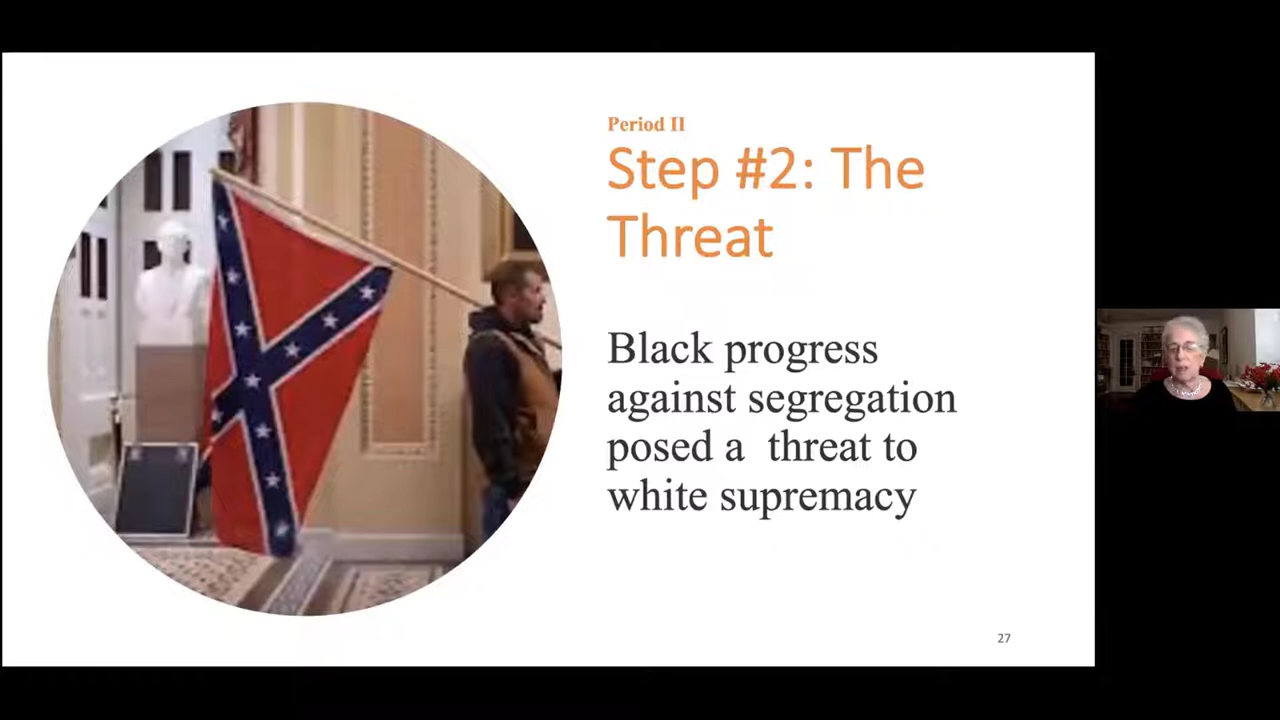 Period II
Step #2: The
Threat
Black progress
against segregation
posed a  threat to
white supremacy
27